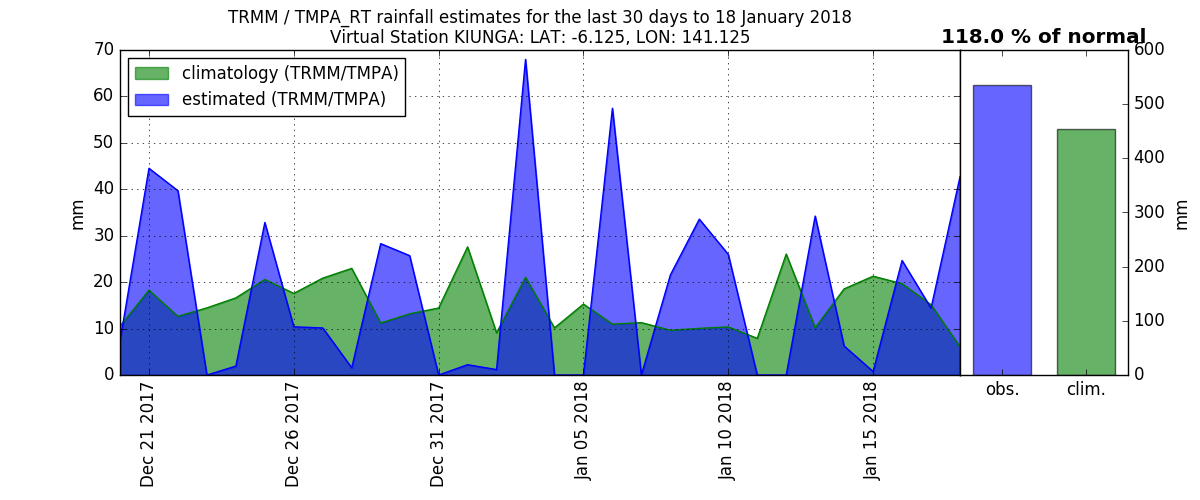 TRMM / TMPA_RT rainfall estimates for the last 30 days to 18 January 2018
Virtual Station KIUNGA: LAT: -6.125, LON: 141.125
118.0 % of normal
climatology (TRMM/TMPA)
estimated (TRMM/TMPA)
mm
70
60
50
40
30
20
10
0
Dec 21 2017
Dec 26 2017
Dec 31 2017
Jan 05 2018
Jan 10 2018
Jan 15 2018
obs.
clim.
600
500
400
300
200
100
0
mm